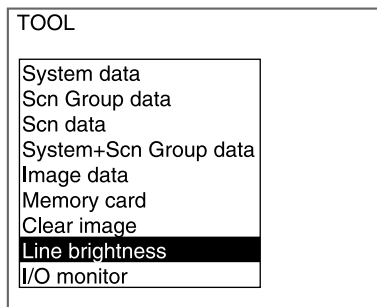 TOOL
System data
Scn Group data
Scn data
System+Scn Group data
Image data
Memory card
Clear image
Line brightness
I/O monitor